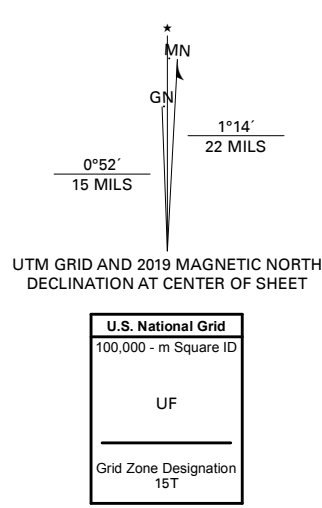 ★
MN
GN
1°14´
22 MILS
0°52´
15 MILS
UTM GRID AND 2019 MAGNETIC NORTH
DECLINATION AT CENTER OF SHEET
U.S. National Grid
100,000 - m Square ID
UF
Grid Zone Designation
15T